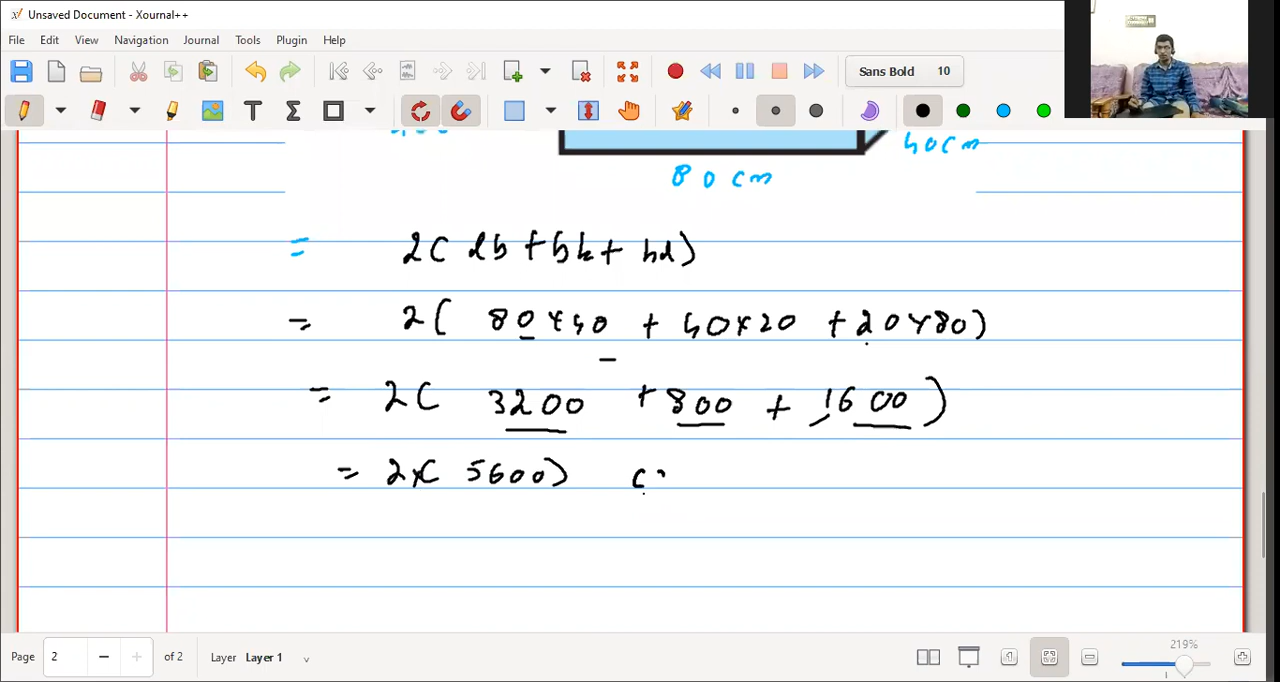 Unsaved Document - Xournal++
File Edit View Navigation Journal Tools Plugin Help
Sans Bold 10
40cm
80 cm
= 2( lb + bh + hl)
= 2( 80×40 + 40×20 + 20×80)
= 2( 3200 + 800 + 1600 )
= 2×( 5600)
Page 2 of 2 Layer Layer 1 219%